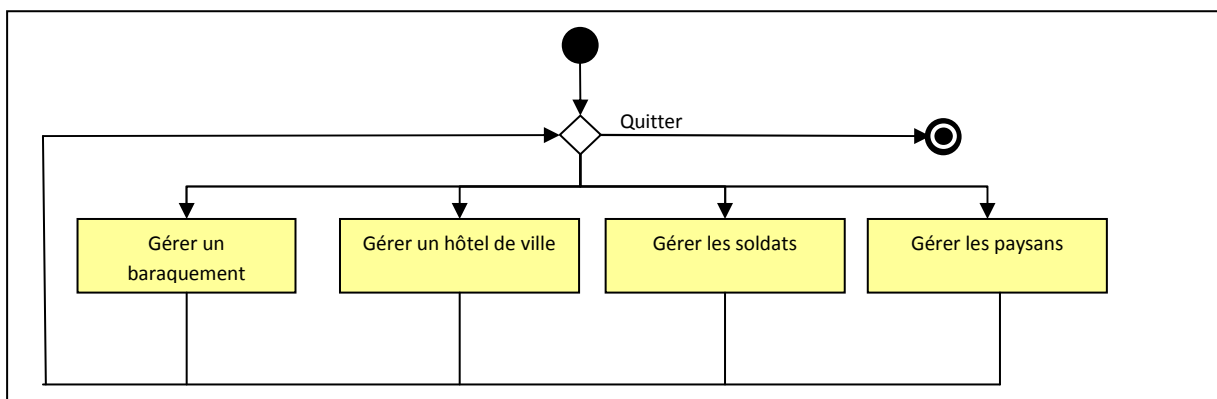 Quitter
Gérer un
baraquement
Gérer un hôtel de ville
Gérer les soldats
Gérer les paysans